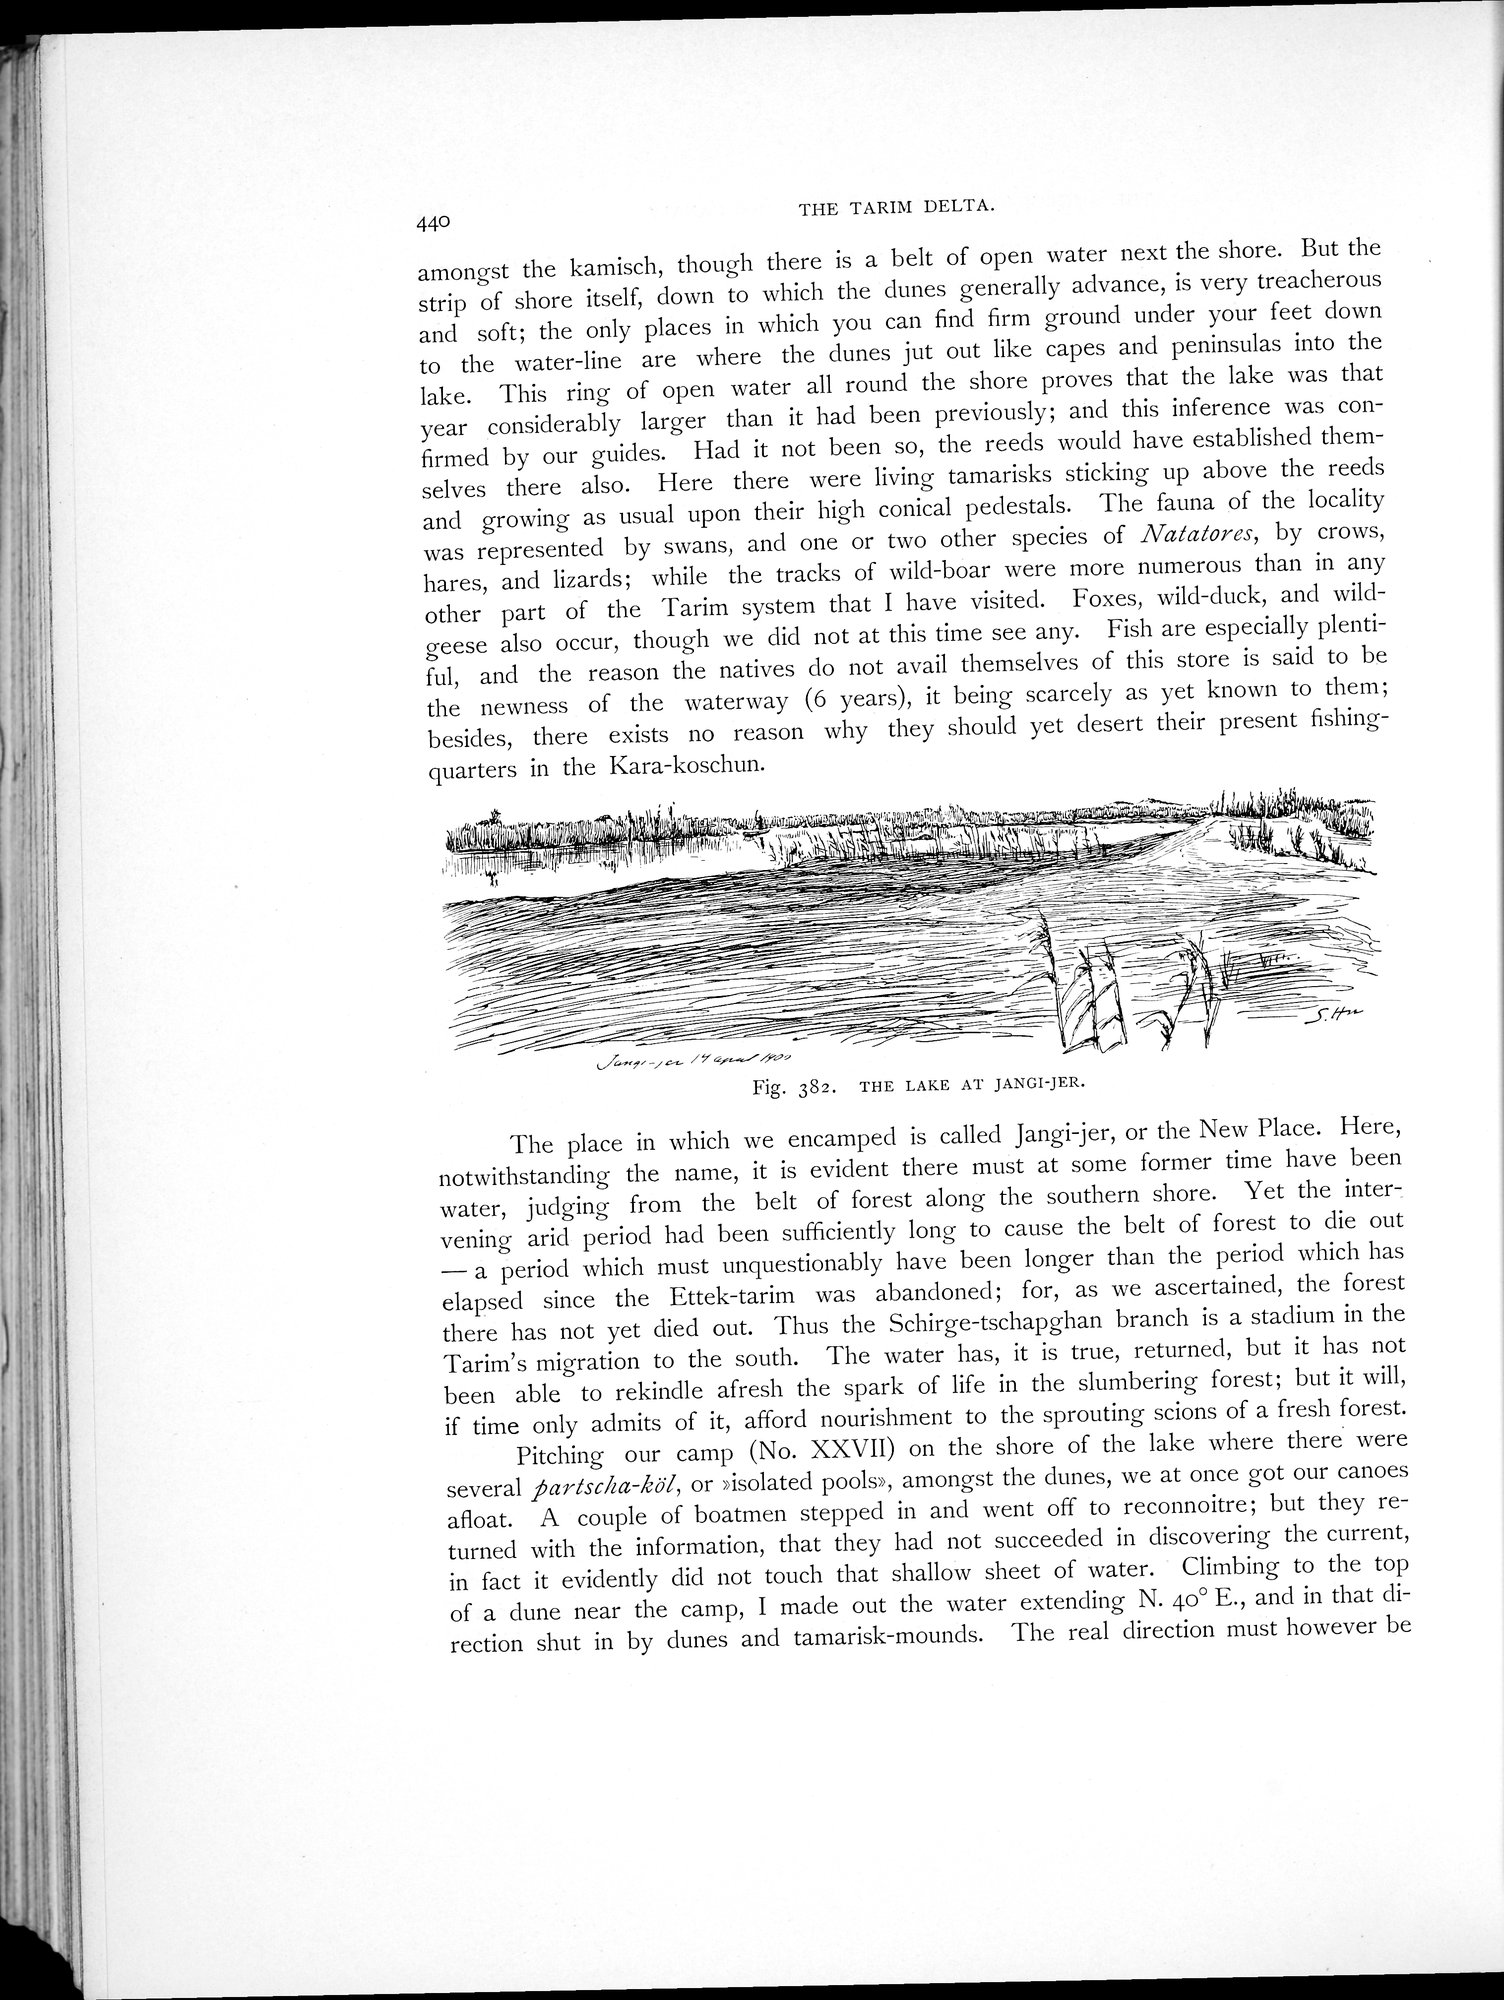 440
THE TARIM DELTA.
amongst the kamisch, though there is a belt of open water next the shore. But the
strip of shore itself, down to which the dunes generally advance, is very treacherous
and soft; the only places in which you can find firm ground under your feet down
to the water-line are where the dunes jut out like capes and peninsulas into the
lake. This ring of open water all round the shore proves that the lake was that
year considerably larger than it had been previously; and this inference was con-
firmed by our guides. Had it not been so, the reeds would have established them-
selves there also. Here there were living tamarisks sticking up above the reeds
and growing as usual upon their high conical pedestals. The fauna of the locality
was represented by swans, and one or two other species of Natatores, by crows,
hares, and lizards; while the tracks of wild-boar were more numerous than in any
other part of the Tarim system that I have visited. Foxes, wild-duck, and wild-
geese also occur, though we did not at this time see any. Fish are especially plenti-
ful, and the reason the natives do not avail themselves of this store is said to be
the newness of the waterway (6 years), it being scarcely as yet known to them;
besides, there exists no reason why they should yet desert their present fishing-
quarters in the Kara-koschun.
S. Hn
Jangi-jer 14 april 1900
Fig. 382. THE LAKE AT JANGI-JER.
The place in which we encamped is called Jangi-jer, or the New Place. Here,
notwithstanding the name, it is evident there must at some former time have been
water, judging from the belt of forest along the southern shore. Yet the inter-
vening arid period had been sufficiently long to cause the belt of forest to die out
— a period which must unquestionably have been longer than the period which has
elapsed since the Ettek-tarim was abandoned; for, as we ascertained, the forest
there has not yet died out. Thus the Schirge-tschapghan branch is a stadium in the
Tarim's migration to the south. The water has, it is true, returned, but it has not
been able to rekindle afresh the spark of life in the slumbering forest; but it will,
if time only admits of it, afford nourishment to the sprouting scions of a fresh forest.
Pitching our camp (No. XXVII) on the shore of the lake where there were
several partscha-köl, or »isolated pools», amongst the dunes, we at once got our canoes
afloat. A couple of boatmen stepped in and went off to reconnoitre; but they re-
turned with the information, that they had not succeeded in discovering the current,
in fact it evidently did not touch that shallow sheet of water. Climbing to the top
of a dune near the camp, I made out the water extending N. 40° E., and in that di-
rection shut in by dunes and tamarisk-mounds. The real direction must however be